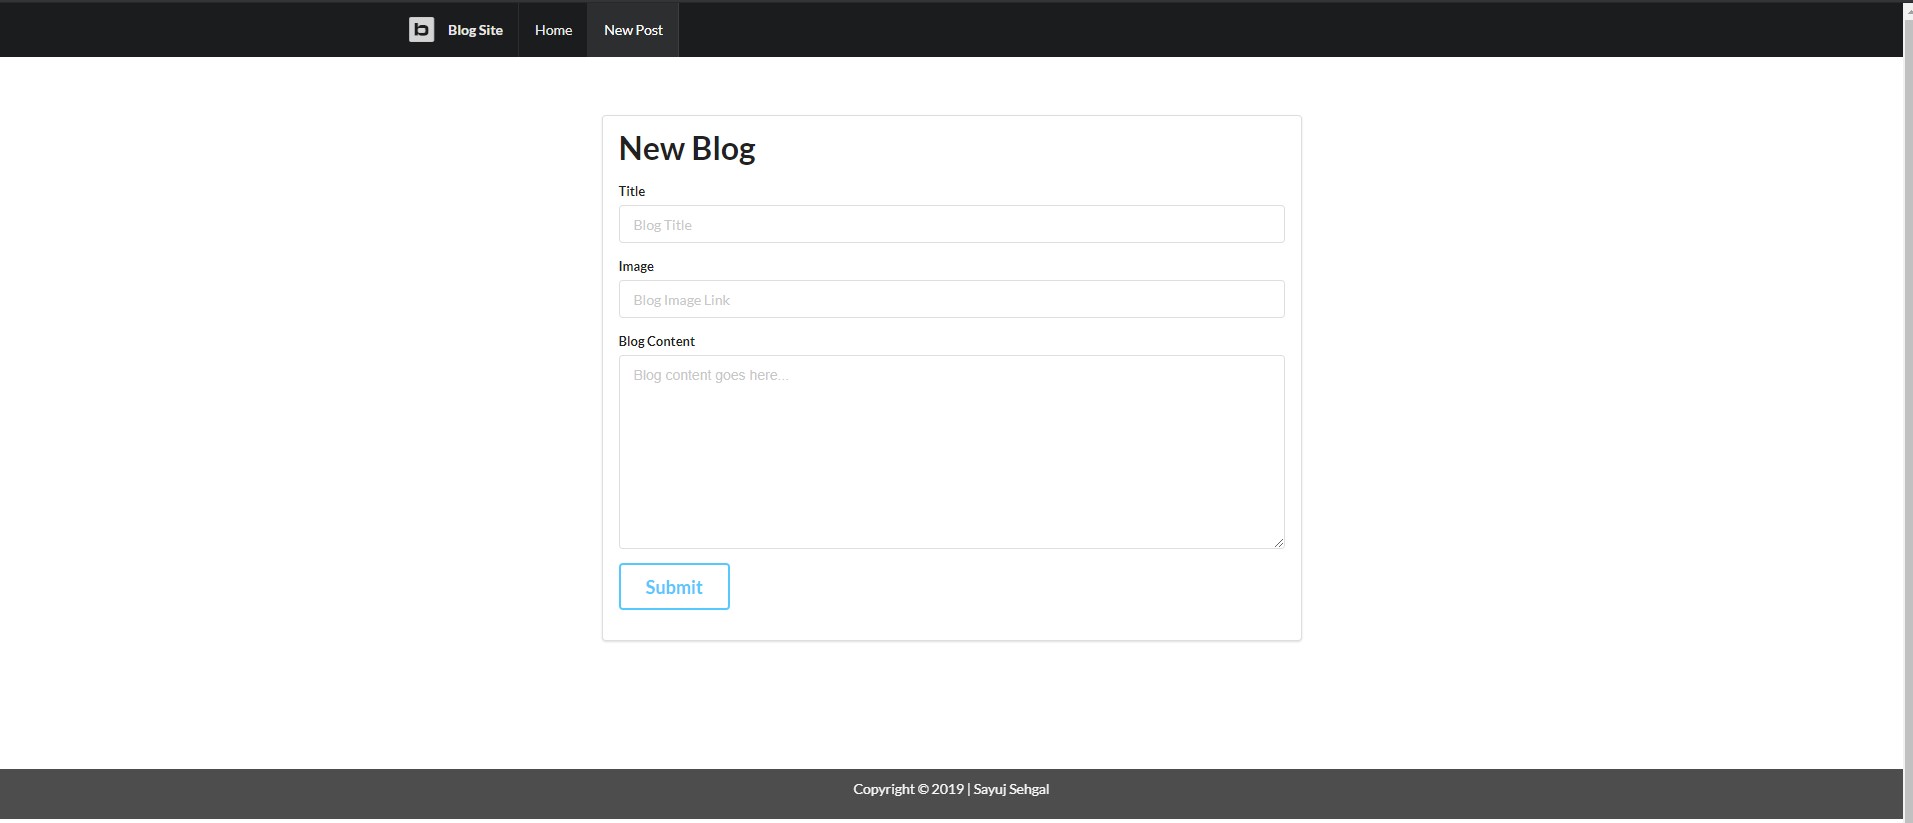 b Blog Site Home New Post
New Blog
Title
Blog Title
Image
Blog Image Link
Blog Content
Blog content goes here...
Submit
Copyright © 2019 | Sayuj Sehgal